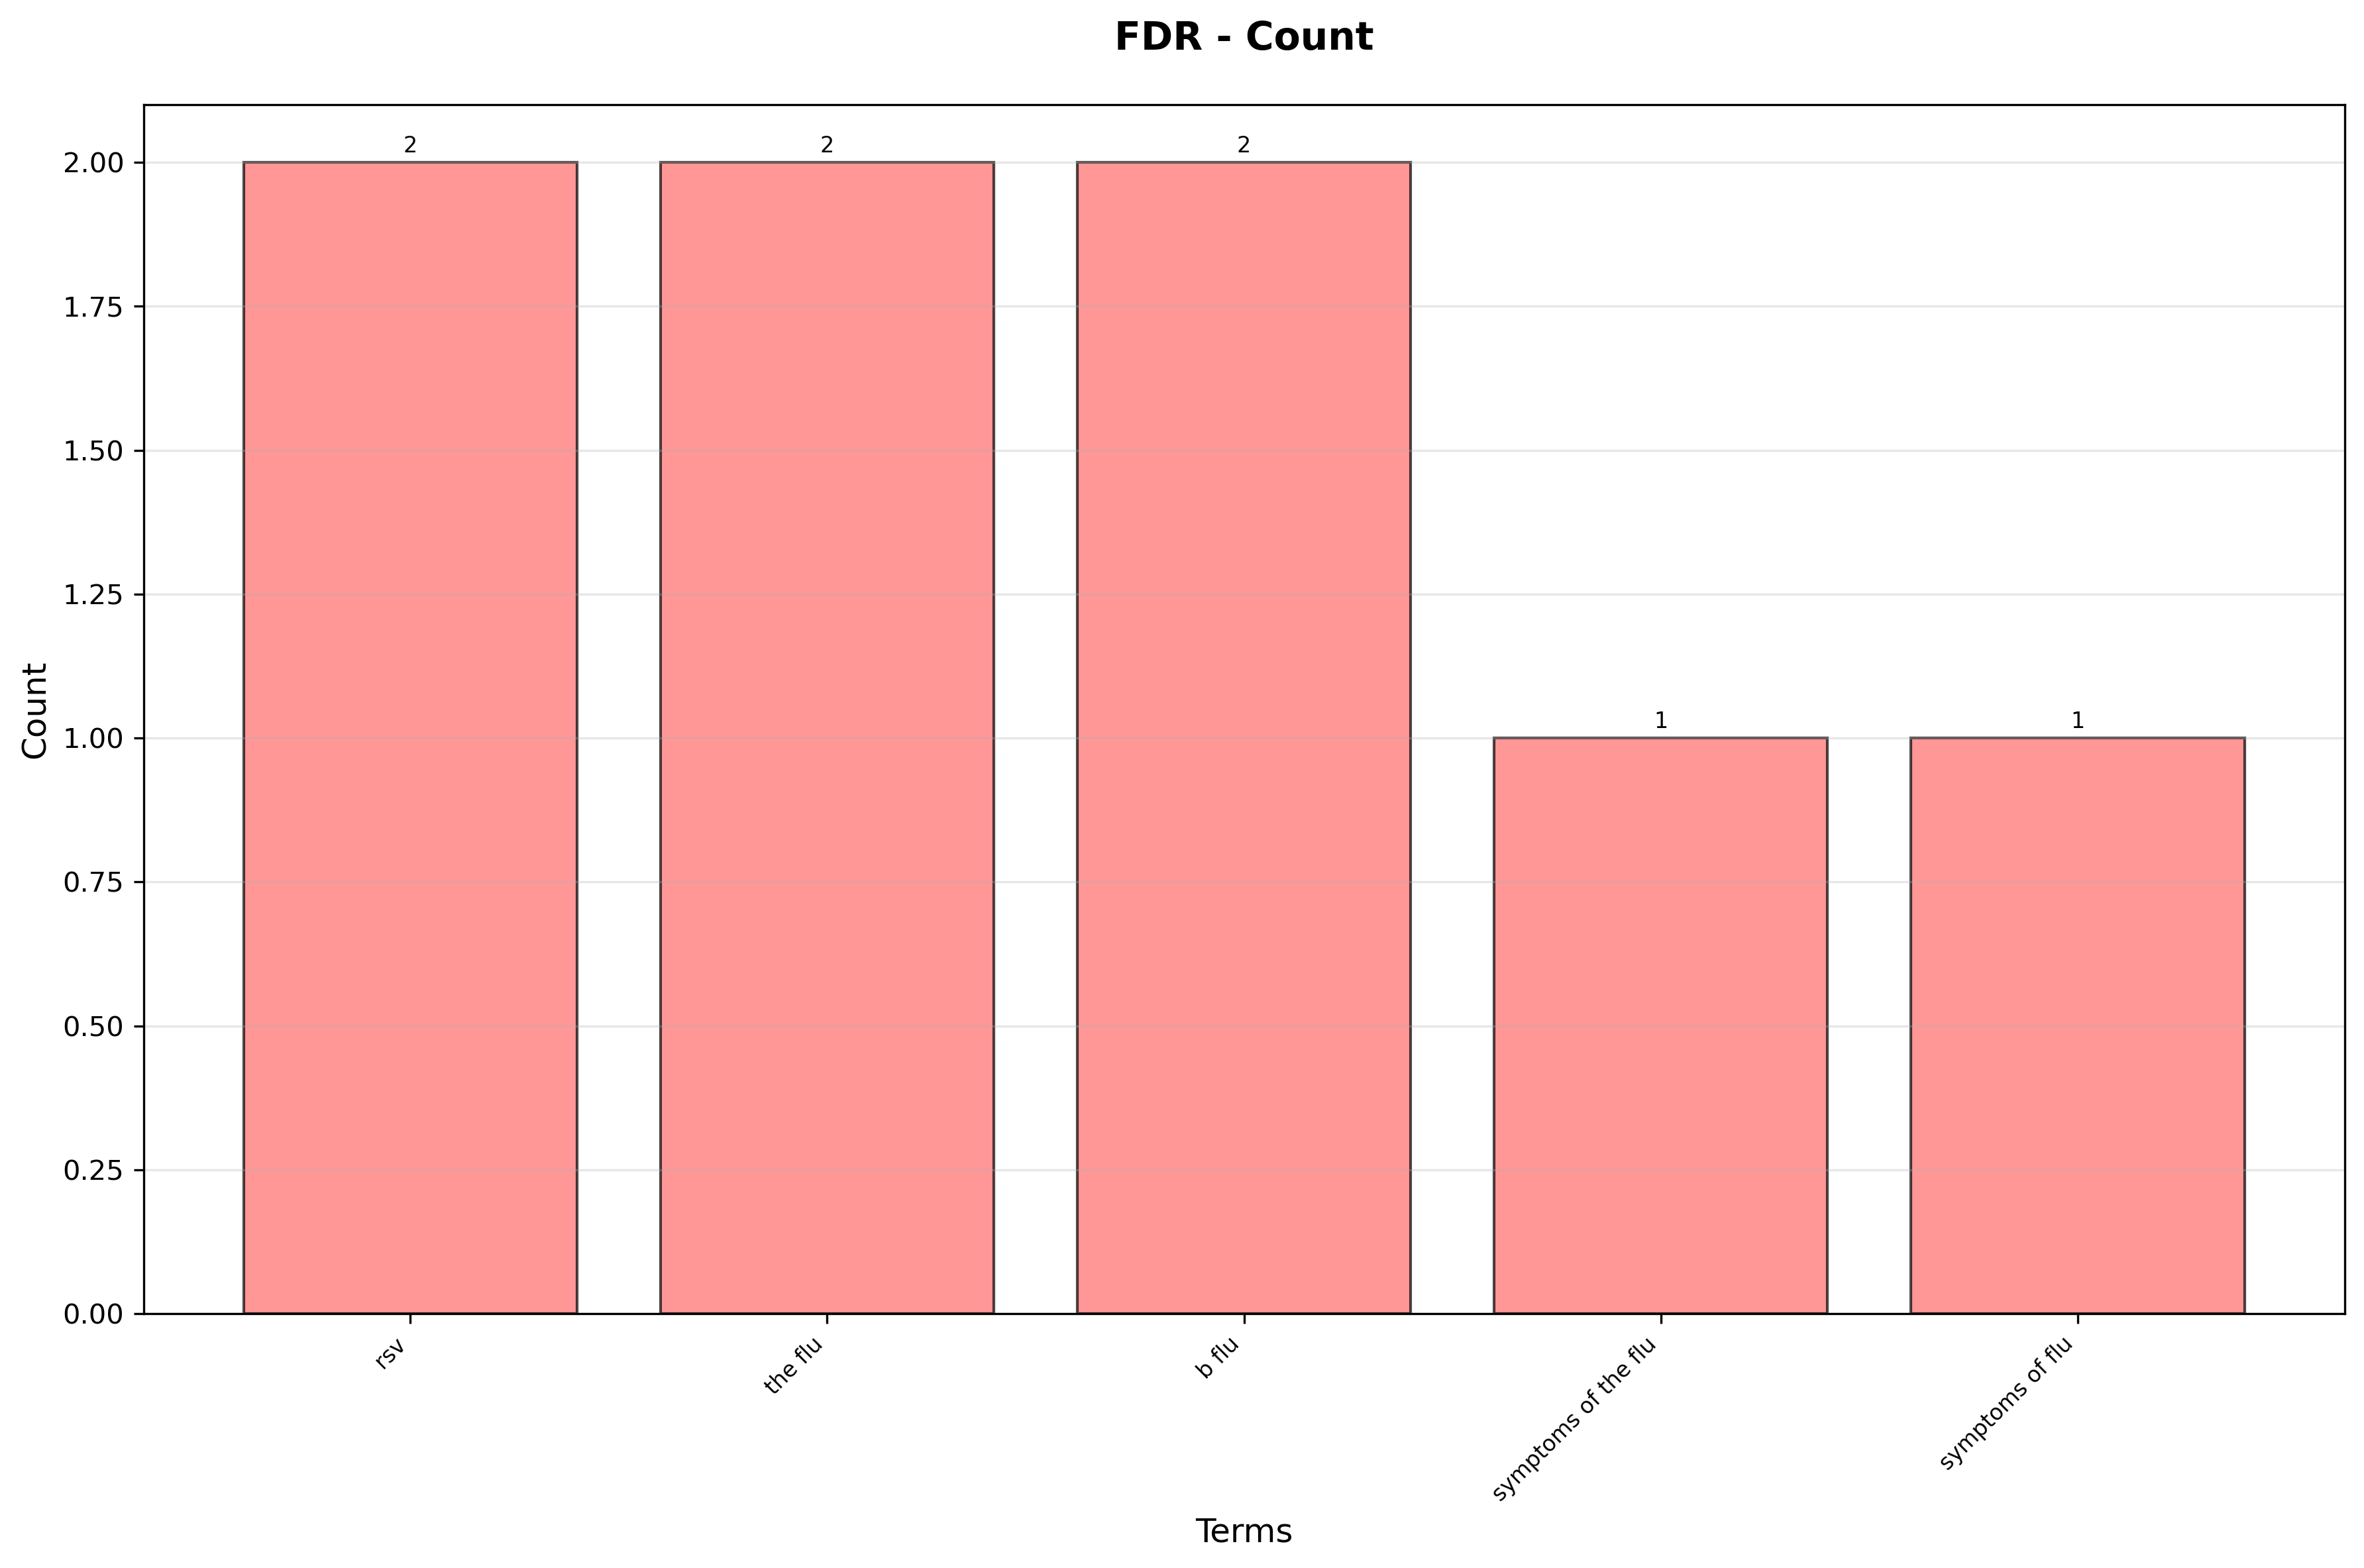 FDR - Count
2
2
2
1
1
2.00
1.75
1.50
1.25
1.00
0.75
0.50
0.25
0.00
Count
rsv
the flu
b flu
symptoms of the flu
symptoms of flu
Terms